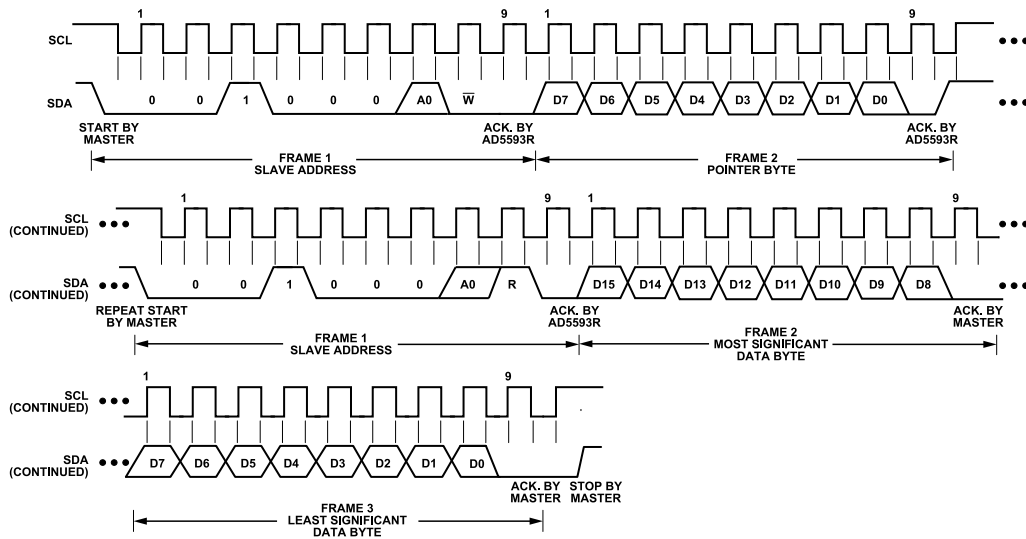 1 9 1 9
SCL
SDA 0 0 1 0 0 0 A0 W̅ D7 D6 D5 D4 D3 D2 D1 D0
START BY
MASTER
ACK. BY
AD5593R
ACK. BY
AD5593R
FRAME 1
SLAVE ADDRESS
FRAME 2
POINTER BYTE
1 9 1 9
SCL
(CONTINUED)
SDA
(CONTINUED)
0 0 1 0 0 0 A0 R D15 D14 D13 D12 D11 D10 D9 D8
REPEAT START
BY MASTER
ACK. BY
AD5593R
ACK. BY
MASTER
FRAME 1
SLAVE ADDRESS
FRAME 2
MOST SIGNIFICANT
DATA BYTE
1 9
SCL
(CONTINUED)
SDA
(CONTINUED)
D7 D6 D5 D4 D3 D2 D1 D0
ACK. BY
MASTER
STOP BY
MASTER
FRAME 3
LEAST SIGNIFICANT
DATA BYTE